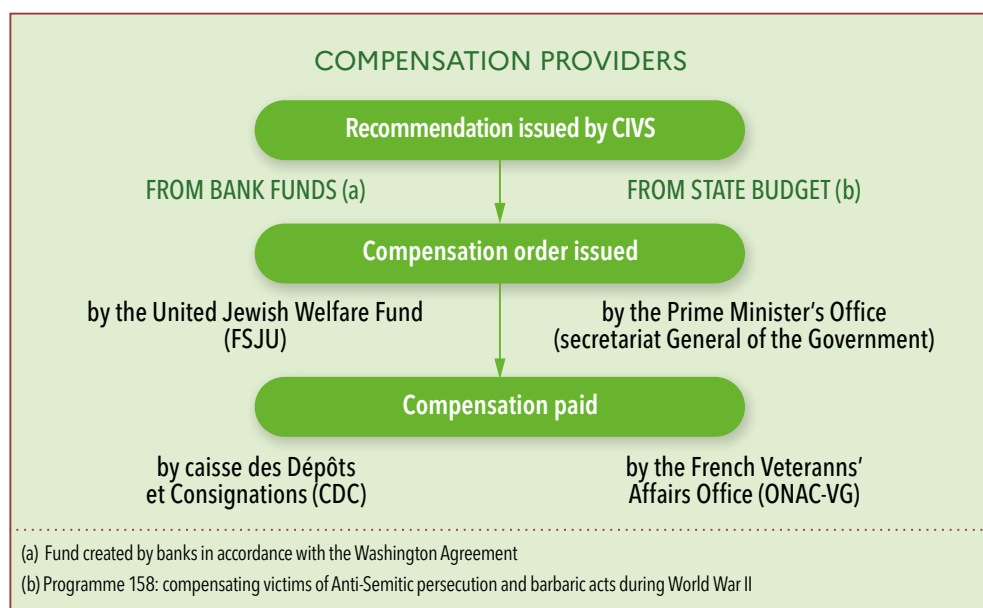 COMPENSATION PROVIDERS
Recommendation issued by CIVS
FROM BANK FUNDS (a)
FROM STATE BUDGET (b)
Compensation order issued
by the United Jewish Welfare Fund
(FSJU)
by the Prime Minister's Office
(secretariat General of the Government)
Compensation paid
by caisse des Dépôts
et Consignations (CDC)
by the French Veteranns'
Affairs Office (ONAC-VG)
(a) Fund created by banks in accordance with the Washington Agreement
(b) Programme 158: compensating victims of Anti-Semitic persecution and barbaric acts during World War II